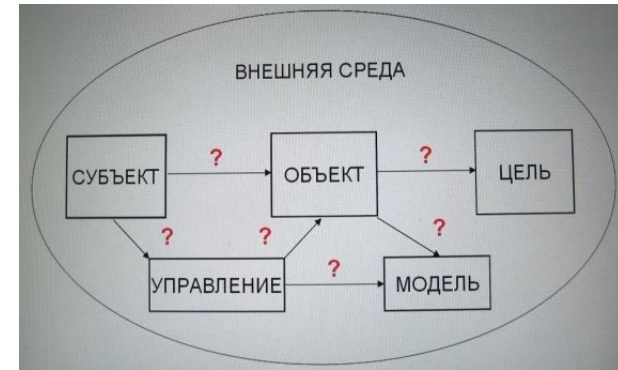 ВНЕШНЯЯ СРЕДА
СУБЪЕКТ
?
ОБЪЕКТ
?
ЦЕЛЬ
?
?
?
УПРАВЛЕНИЕ
?
МОДЕЛЬ